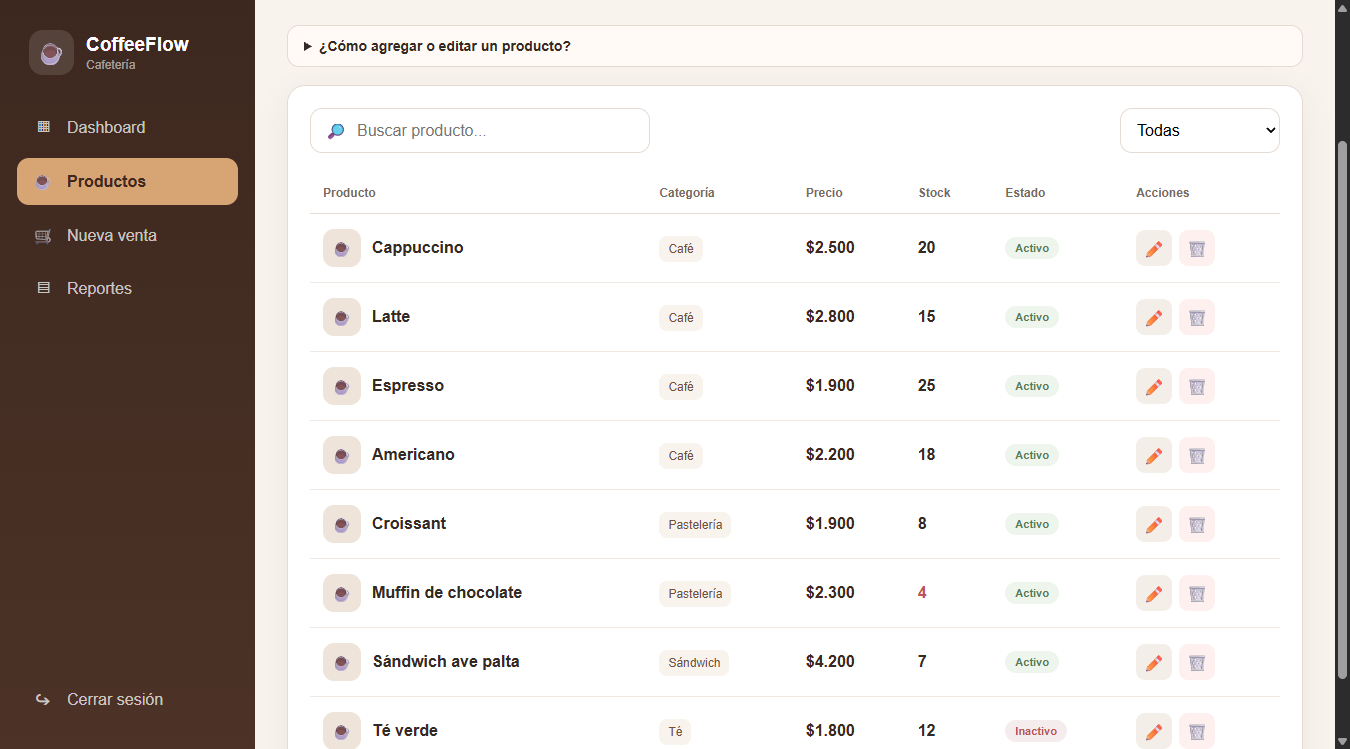 CoffeeFlow
Cafetería
Dashboard
Productos
Nueva venta
Reportes
Cerrar sesión
¿Cómo agregar o editar un producto?
Buscar producto...
Todas
Producto Categoría Precio Stock Estado Acciones
Cappuccino Café $2.500 20 Activo
Latte Café $2.800 15 Activo
Espresso Café $1.900 25 Activo
Americano Café $2.200 18 Activo
Croissant Pastelería $1.900 8 Activo
Muffin de chocolate Pastelería $2.300 4 Activo
Sándwich ave palta Sándwich $4.200 7 Activo
Té verde Té $1.800 12 Inactivo